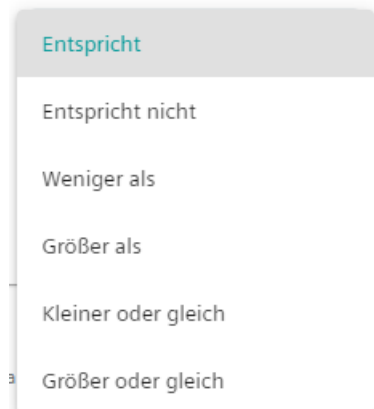 Entspricht
Entspricht nicht
Weniger als
Größer als
Kleiner oder gleich
Größer oder gleich